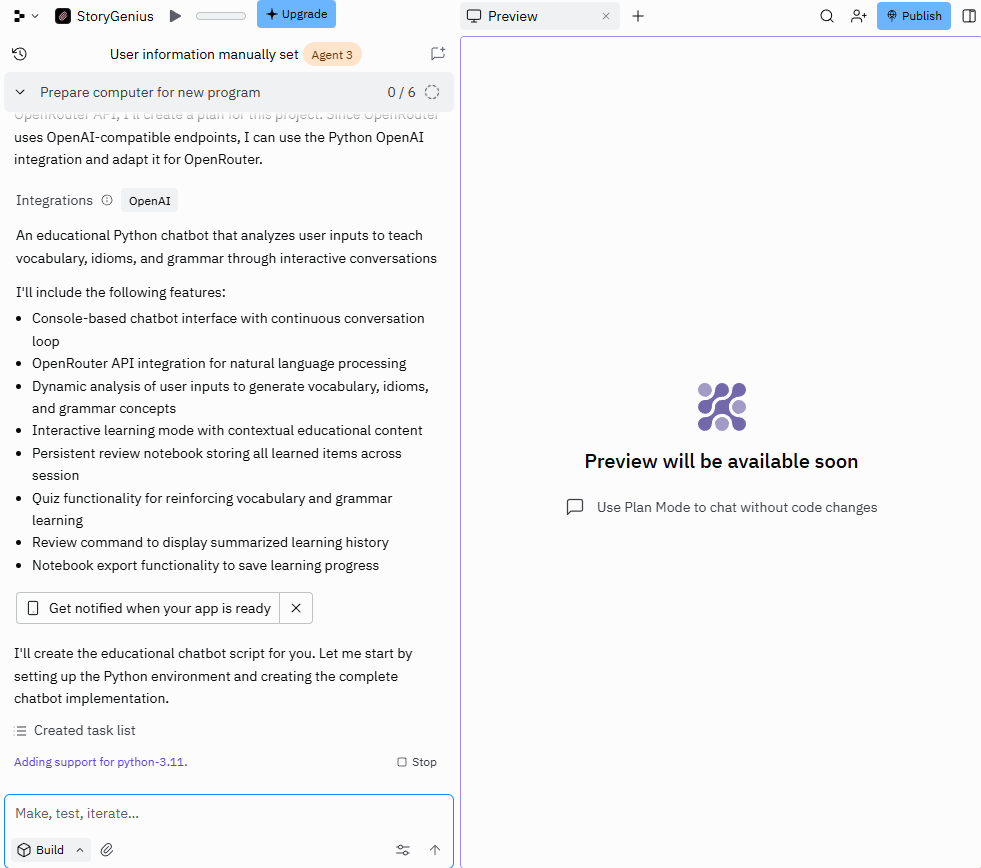 StoryGenius
Upgrade
Preview
Publish
User information manually set Agent 3
Prepare computer for new program 0 / 6
OpenRouter API, I'll create a plan for this project. Since OpenRouter
uses OpenAI-compatible endpoints, I can use the Python OpenAI
integration and adapt it for OpenRouter.
Integrations OpenAI
An educational Python chatbot that analyzes user inputs to teach
vocabulary, idioms, and grammar through interactive conversations
I'll include the following features:
• Console-based chatbot interface with continuous conversation
loop
• OpenRouter API integration for natural language processing
• Dynamic analysis of user inputs to generate vocabulary, idioms,
and grammar concepts
• Interactive learning mode with contextual educational content
• Persistent review notebook storing all learned items across
session
• Quiz functionality for reinforcing vocabulary and grammar
learning
• Review command to display summarized learning history
• Notebook export functionality to save learning progress
Get notified when your app is ready
I'll create the educational chatbot script for you. Let me start by
setting up the Python environment and creating the complete
chatbot implementation.
Created task list
Adding support for python-3.11. Stop
Make, test, iterate...
Build
Preview will be available soon
Use Plan Mode to chat without code changes